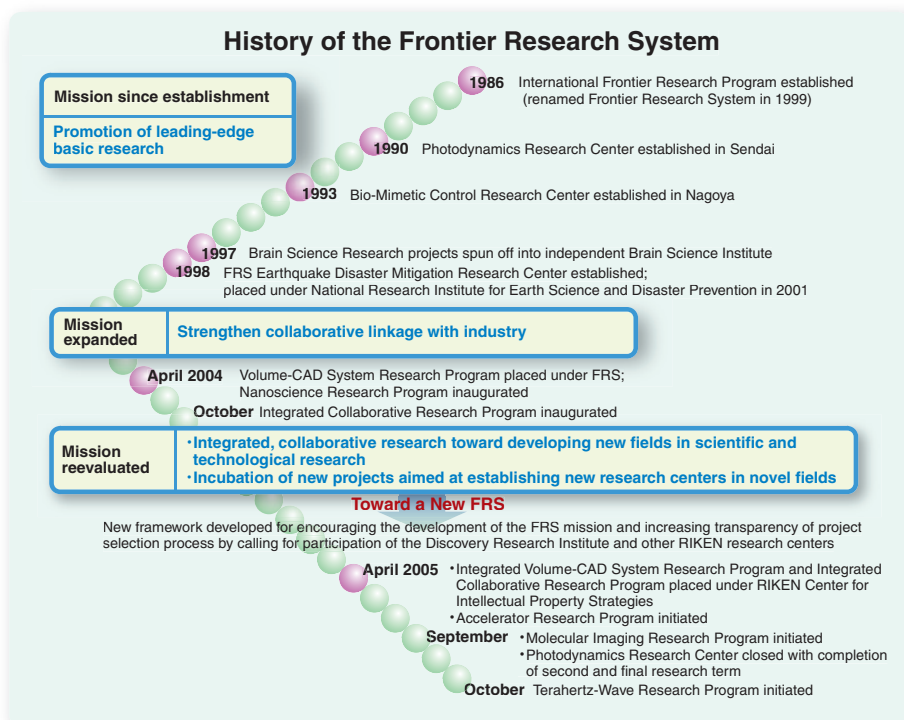 History of the Frontier Research System
Mission since establishment
Promotion of leading-edge
basic research
1986 International Frontier Research Program established
(renamed Frontier Research System in 1999)
1990 Photodynamics Research Center established in Sendai
1993 Bio-Mimetic Control Research Center established in Nagoya
1997 Brain Science Research projects spun off into independent Brain Science Institute
1998 FRS Earthquake Disaster Mitigation Research Center established;
placed under National Research Institute for Earth Science and Disaster Prevention in 2001
Mission
expanded
Strengthen collaborative linkage with industry
April 2004 Volume-CAD System Research Program placed under FRS;
Nanoscience Research Program inaugurated
October Integrated Collaborative Research Program inaugurated
Mission
reevaluated
・Integrated, collaborative research toward developing new fields in scientific and
technological research
・Incubation of new projects aimed at establishing new research centers in novel fields
Toward a New FRS
New framework developed for encouraging the development of the FRS mission and increasing transparency of project
selection process by calling for participation of the Discovery Research Institute and other RIKEN research centers
April 2005 ・Integrated Volume-CAD System Research Program and Integrated
Collaborative Research Program placed under RIKEN Center for
Intellectual Property Strategies
・Accelerator Research Program initiated
September ・Molecular Imaging Research Program initiated
・Photodynamics Research Center closed with completion
of second and final research term
October Terahertz-Wave Research Program initiated